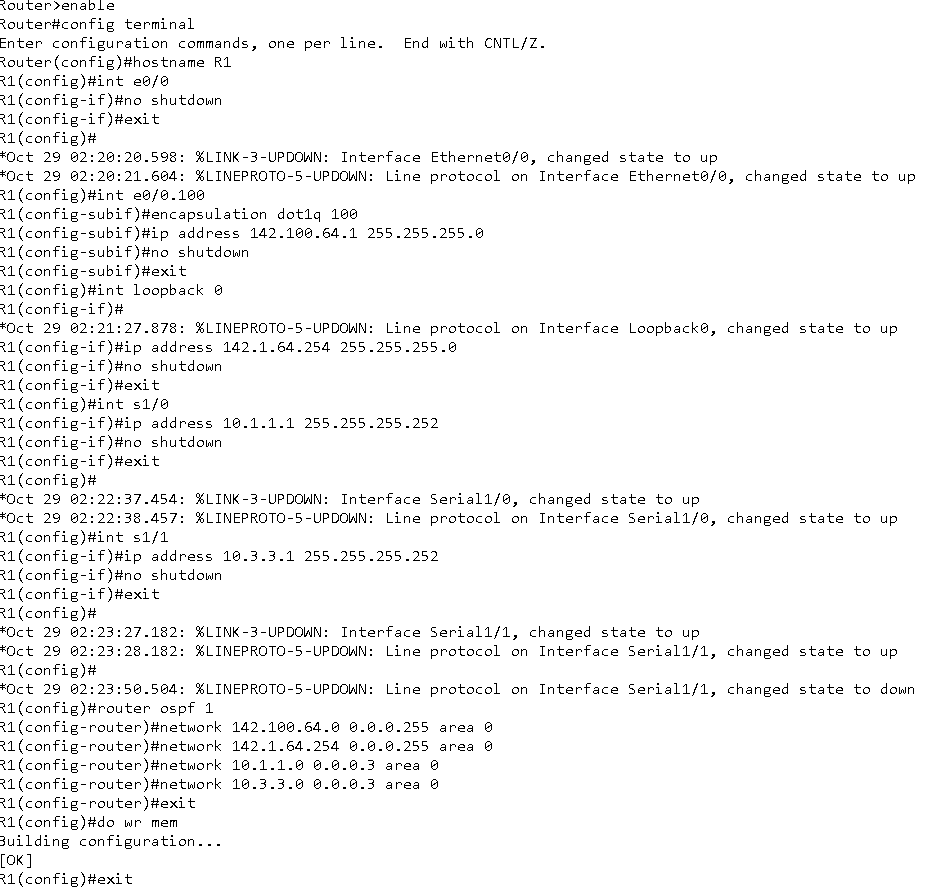 Router>enable
Router#config terminal
Enter configuration commands, one per line.  End with CNTL/Z.
Router(config)#hostname R1
R1(config)#int e0/0
R1(config-if)#no shutdown
R1(config-if)#exit
R1(config)#
*Oct 29 02:20:20.598: %LINK-3-UPDOWN: Interface Ethernet0/0, changed state to up
*Oct 29 02:20:21.604: %LINEPROTO-5-UPDOWN: Line protocol on Interface Ethernet0/0, changed state to up
R1(config)#int e0/0.100
R1(config-subif)#encapsulation dot1q 100
R1(config-subif)#ip address 142.100.64.1 255.255.255.0
R1(config-subif)#no shutdown
R1(config-subif)#exit
R1(config)#int loopback 0
R1(config-if)#
*Oct 29 02:21:27.878: %LINEPROTO-5-UPDOWN: Line protocol on Interface Loopback0, changed state to up
R1(config-if)#ip address 142.1.64.254 255.255.255.0
R1(config-if)#no shutdown
R1(config-if)#exit
R1(config)#int s1/0
R1(config-if)#ip address 10.1.1.1 255.255.255.252
R1(config-if)#no shutdown
R1(config-if)#exit
R1(config)#
*Oct 29 02:22:37.454: %LINK-3-UPDOWN: Interface Serial1/0, changed state to up
*Oct 29 02:22:38.457: %LINEPROTO-5-UPDOWN: Line protocol on Interface Serial1/0, changed state to up
R1(config)#int s1/1
R1(config-if)#ip address 10.3.3.1 255.255.255.252
R1(config-if)#no shutdown
R1(config-if)#exit
R1(config)#
*Oct 29 02:23:27.182: %LINK-3-UPDOWN: Interface Serial1/1, changed state to up
*Oct 29 02:23:28.182: %LINEPROTO-5-UPDOWN: Line protocol on Interface Serial1/1, changed state to up
R1(config)#
*Oct 29 02:23:50.504: %LINEPROTO-5-UPDOWN: Line protocol on Interface Serial1/1, changed state to down
R1(config)#router ospf 1
R1(config-router)#network 142.100.64.0 0.0.0.255 area 0
R1(config-router)#network 142.1.64.254 0.0.0.255 area 0
R1(config-router)#network 10.1.1.0 0.0.0.3 area 0
R1(config-router)#network 10.3.3.0 0.0.0.3 area 0
R1(config-router)#exit
R1(config)#do wr mem
Building configuration...
[OK]
R1(config)#exit